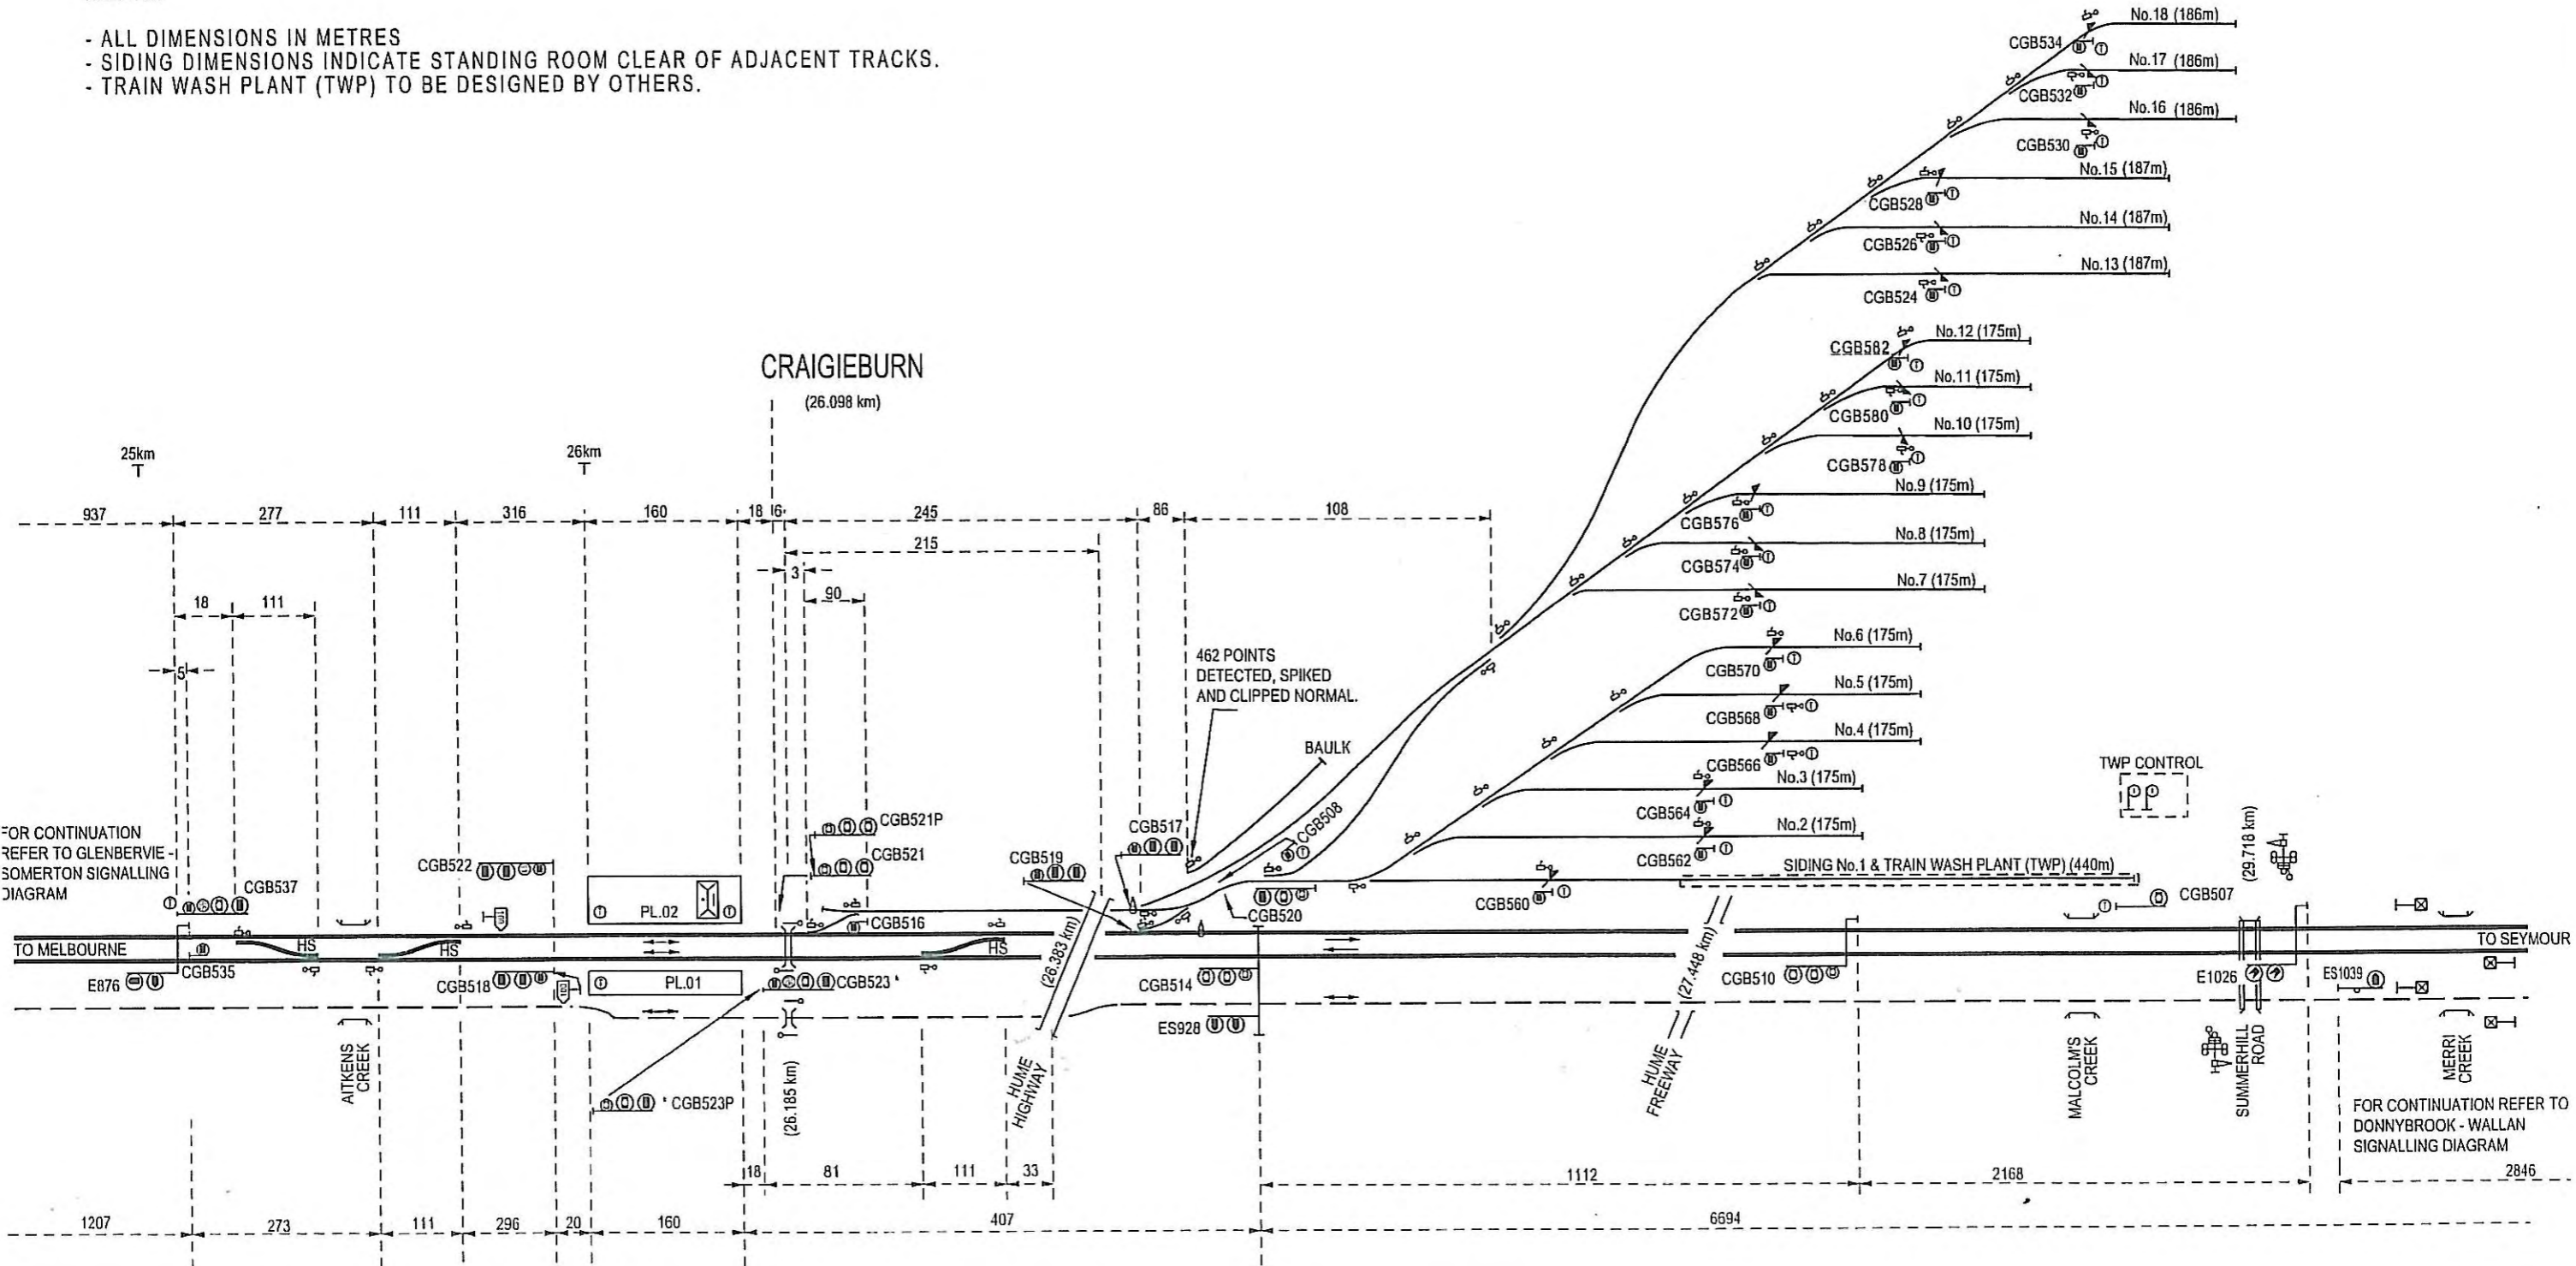 - ALL DIMENSIONS IN METRES
- SIDING DIMENSIONS INDICATE STANDING ROOM CLEAR OF ADJACENT TRACKS.
- TRAIN WASH PLANT (TWP) TO BE DESIGNED BY OTHERS.
No.18 (186m)
CGB534
No.17 (186m)
CGB532
No.16 (186m)
CGB530
No.15 (187m)
CGB528
No.14 (187m)
CGB526
No.13 (187m)
CGB524
No.12 (175m)
CGB582
No.11 (175m)
CGB580
No.10 (175m)
CGB578
No.9 (175m)
CGB576
No.8 (175m)
CGB574
No.7 (175m)
CGB572
No.6 (175m)
CGB570
No.5 (175m)
CGB568
No.4 (175m)
CGB566
No.3 (175m)
CGB564
No.2 (175m)
CGB562
SIDING No.1 & TRAIN WASH PLANT (TWP) (440m)
CGB560
CRAIGIEBURN
(26.098 km)
25km
26km
937 277 111 316 160 18 6 245 86 108
215
3
90
18 111
5
462 POINTS
DETECTED, SPIKED
AND CLIPPED NORMAL.
BAULK
TWP CONTROL
(29.718 km)
FOR CONTINUATION
REFER TO GLENBERVIE -
SOMERTON SIGNALLING
DIAGRAM
CGB537
CGB522
CGB521P
CGB521
CGB519
CGB517
CGB508
CGB520
CGB507
PL.02
CGB516
TO MELBOURNE
HS
HS
HS
TO SEYMOUR
(26.383 km)
(27.448 km)
E876
CGB535
CGB518
PL.01
CGB523
CGB514
CGB510
E1026
ES1039
ES928
AITKENS
CREEK
CGB523P
(26.185 km)
HUME
HIGHWAY
HUME
FREEWAY
MALCOLM'S
CREEK
SUMMERHILL
ROAD
MERRI
CREEK
FOR CONTINUATION REFER TO
DONNYBROOK - WALLAN
SIGNALLING DIAGRAM
18 81 111 33 1112 2168 2846
1207 273 111 296 20 160 407 6694